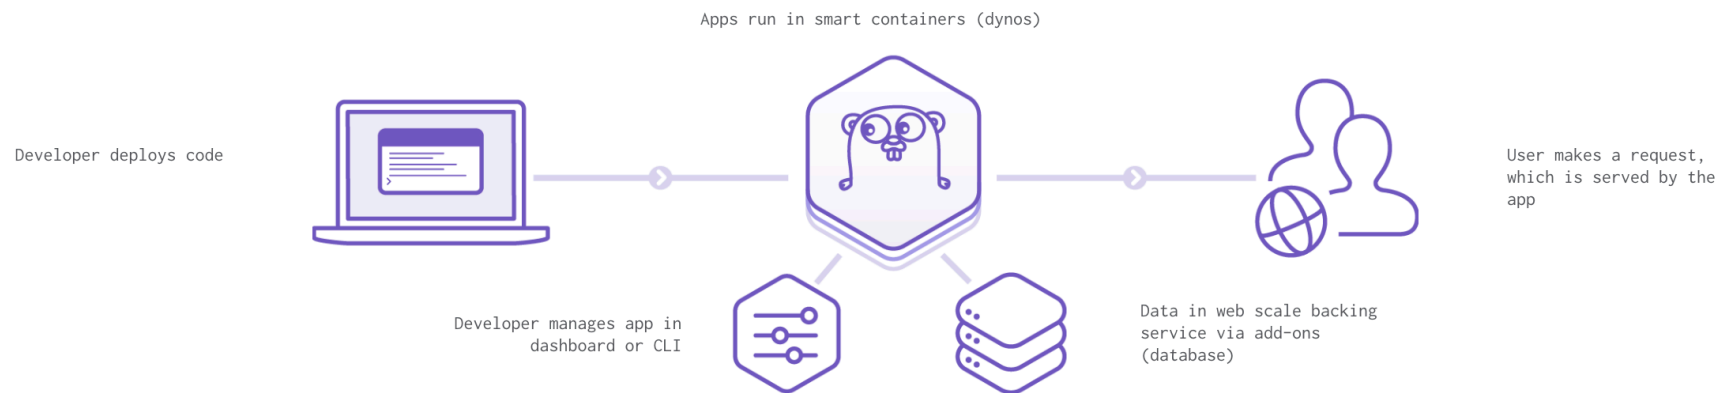 Apps run in smart containers (dynos)
Developer deploys code
User makes a request,
which is served by the
app
Developer manages app in
dashboard or CLI
Data in web scale backing
service via add-ons
(database)